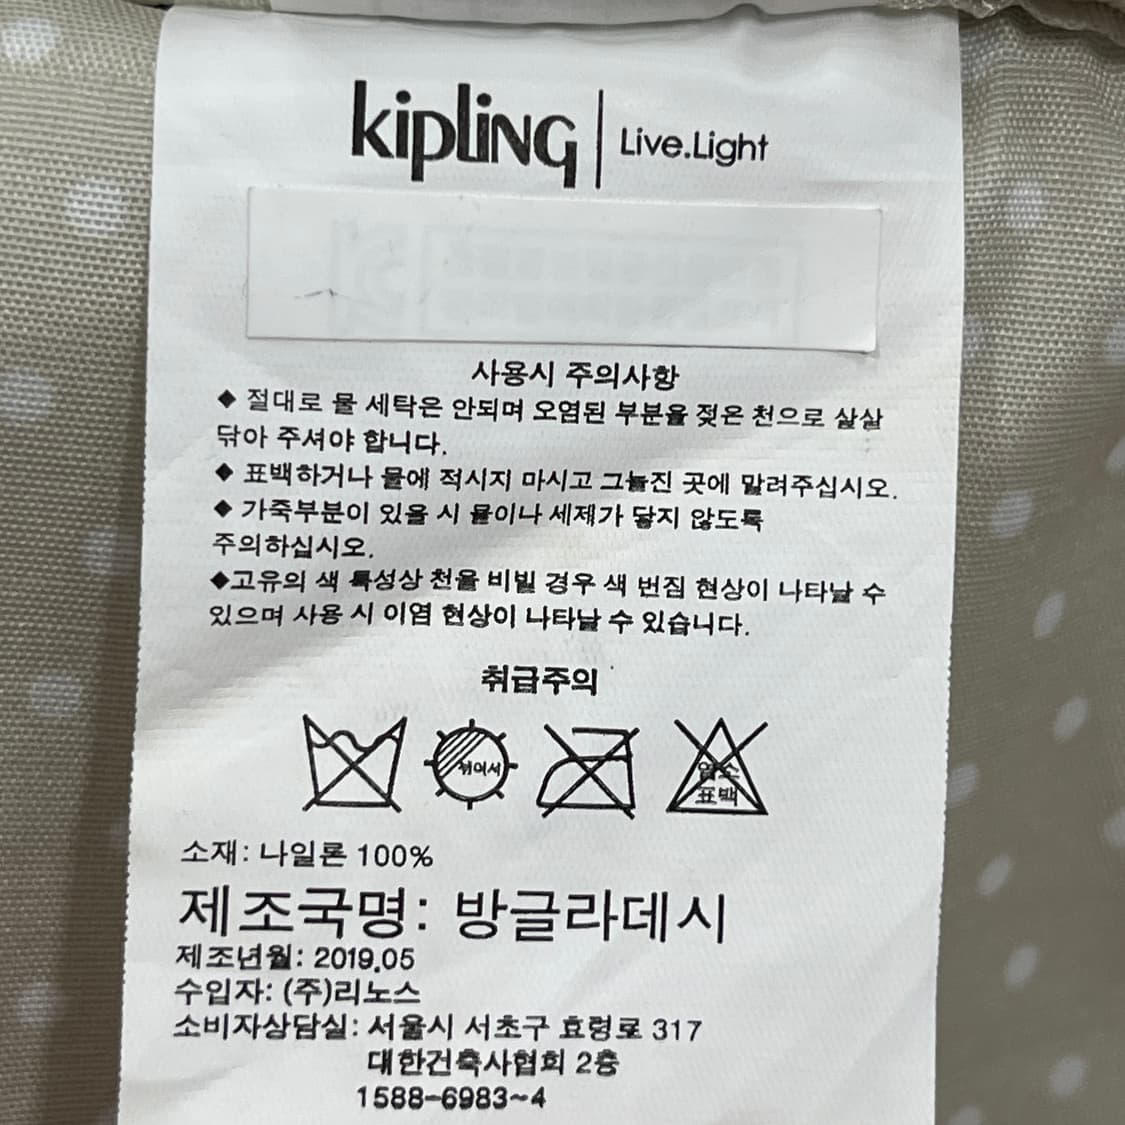 kipling | Live.Light
사용시 주의사항
◆ 절대로 물 세탁은 안되며 오염된 부분을 젖은 천으로 살살
닦아 주셔야 합니다.
◆ 표백하거나 물에 적시지 마시고 그늘진 곳에 말려주십시오.
◆ 가죽부분이 있을 시 물이나 세제가 닿지 않도록
주의하십시오.
◆고유의 색 특성상 천을 비빌 경우 색 번짐 현상이 나타날 수
있으며 사용 시 이염 현상이 나타날 수 있습니다.
취급주의
뉘어서
염소
표백
소재: 나일론 100%
제조국명: 방글라데시
제조년월: 2019.05
수입자: (주)리노스
소비자상담실: 서울시 서초구 효령로 317
대한건축사협회 2층
1588-6983~4